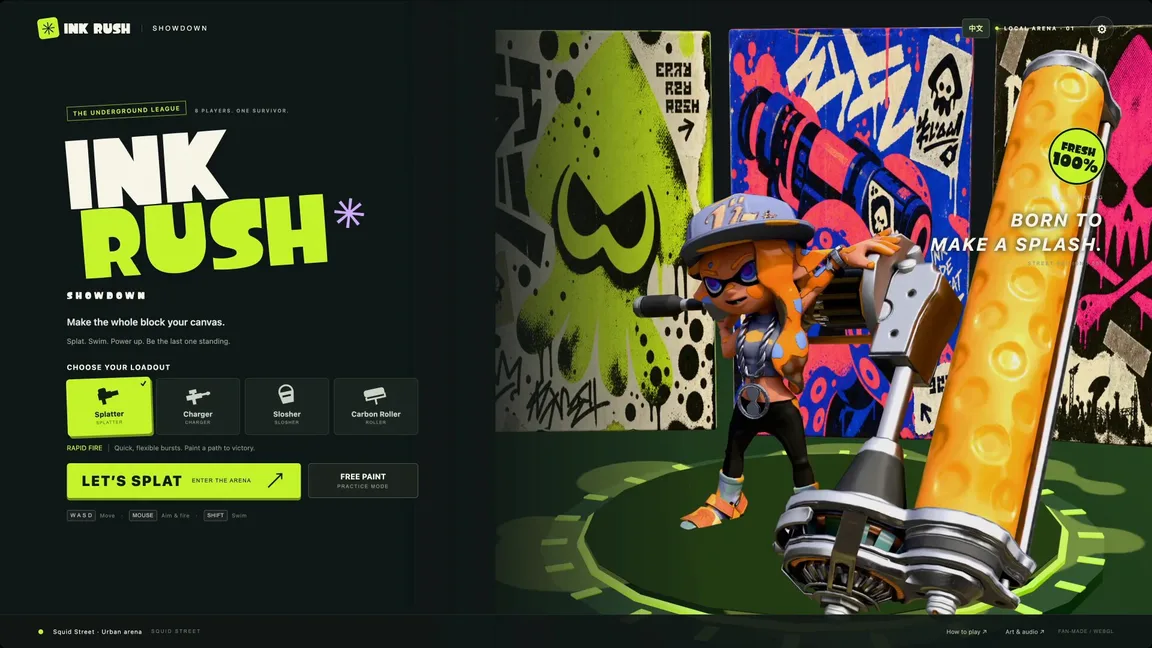 INK RUSH SHOWDOWN
中文
LOCAL ARENA · 01
THE UNDERGROUND LEAGUE
8 PLAYERS. ONE SURVIVOR.
INK
RUSH
SHOWDOWN
Make the whole block your canvas.
Splat. Swim. Power up. Be the last one standing.
CHOOSE YOUR LOADOUT
Splatter
SPLATTER
Charger
CHARGER
Slosher
SLOSHER
Carbon Roller
ROLLER
RAPID FIRE
Quick, flexible bursts. Paint a path to victory.
LET'S SPLAT ENTER THE ARENA
FREE PAINT
PRACTICE MODE
W A S D Move · MOUSE Aim & fire · SHIFT Swim
FRESH
100%
BORN TO
MAKE A SPLASH.
Squid Street · Urban arena SQUID STREET
How to play ↗ Art & audio ↗ FAN-MADE / WEBGL